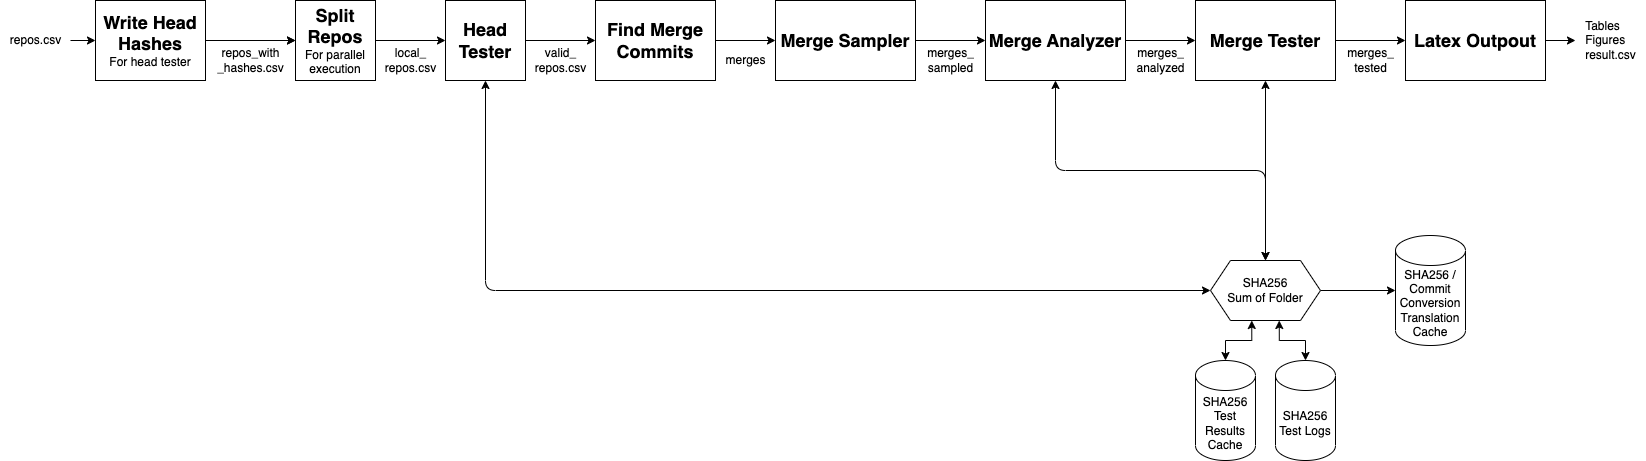 repos.csv
Write Head
Hashes
For head tester
repos_with
_hashes.csv
Split
Repos
For parallel
execution
local_
repos.csv
Head
Tester
valid_
repos.csv
Find Merge
Commits
merges
Merge Sampler
merges_
sampled
Merge Analyzer
merges_
analyzed
Merge Tester
merges_
tested
Latex Outpout
Tables
Figures
result.csv
SHA256
Sum of Folder
SHA256 /
Commit
Conversion
Translation
Cache
SHA256
Test
Results
Cache
SHA256
Test Logs